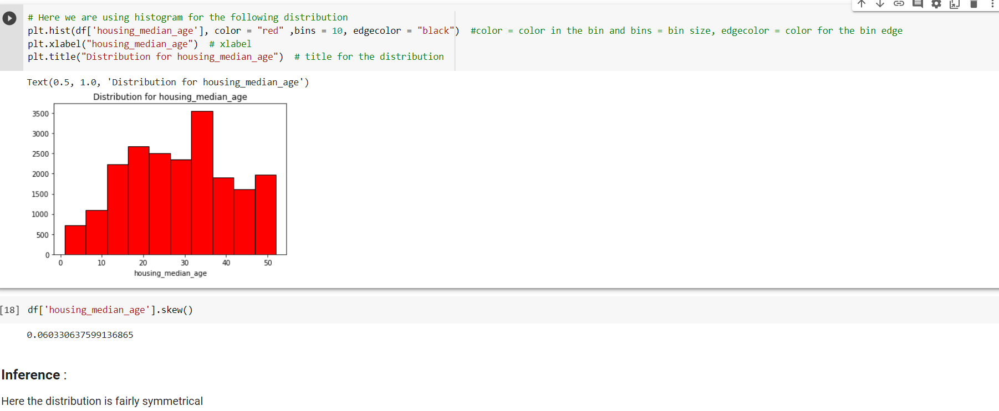 # Here we are using histogram for the following distribution
plt.hist(df['housing_median_age'], color = "red" ,bins = 10, edgecolor = "black")  #color = color in the bin and bins = bin size, edgecolor = color for the bin edge
plt.xlabel("housing_median_age")  # xlabel
plt.title("Distribution for housing_median_age")  # title for the distribution
Text(0.5, 1.0, 'Distribution for housing_median_age')
Distribution for housing_median_age
3500
3000
2500
2000
1500
1000
500
0
0 10 20 30 40 50
housing_median_age
[18] df['housing_median_age'].skew()
0.060330637599136865
Inference :
Here the distribution is fairly symmetrical